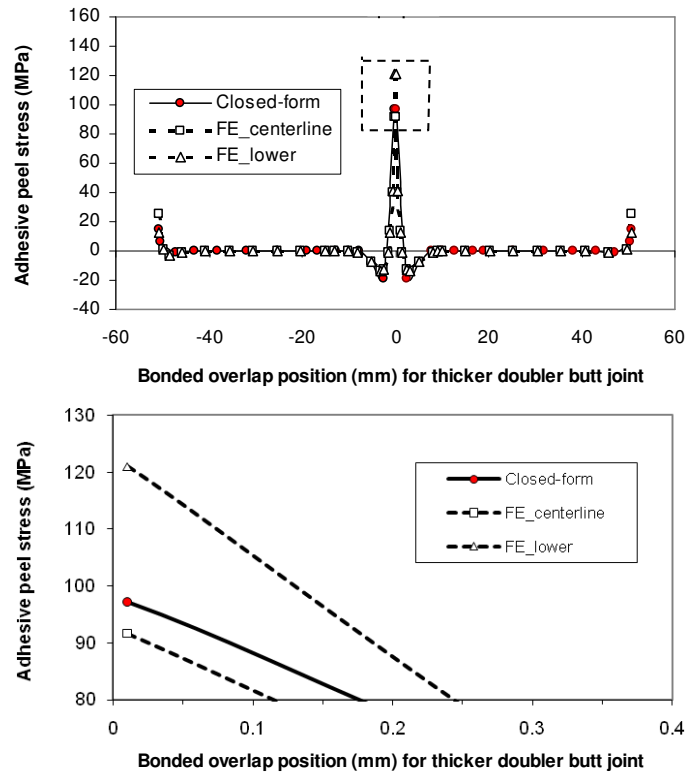 160
140
120
100
80
60
40
20
0
-20
-40
Adhesive peel stress (MPa)
Closed-form
FE_centerline
FE_lower
-60 -40 -20 0 20 40 60
Bonded overlap position (mm) for thicker doubler butt joint
130
120
110
100
90
80
Adhesive peel stress (MPa)
Closed-form
FE_centerline
FE_lower
0 0.1 0.2 0.3 0.4
Bonded overlap position (mm) for thicker doubler butt joint